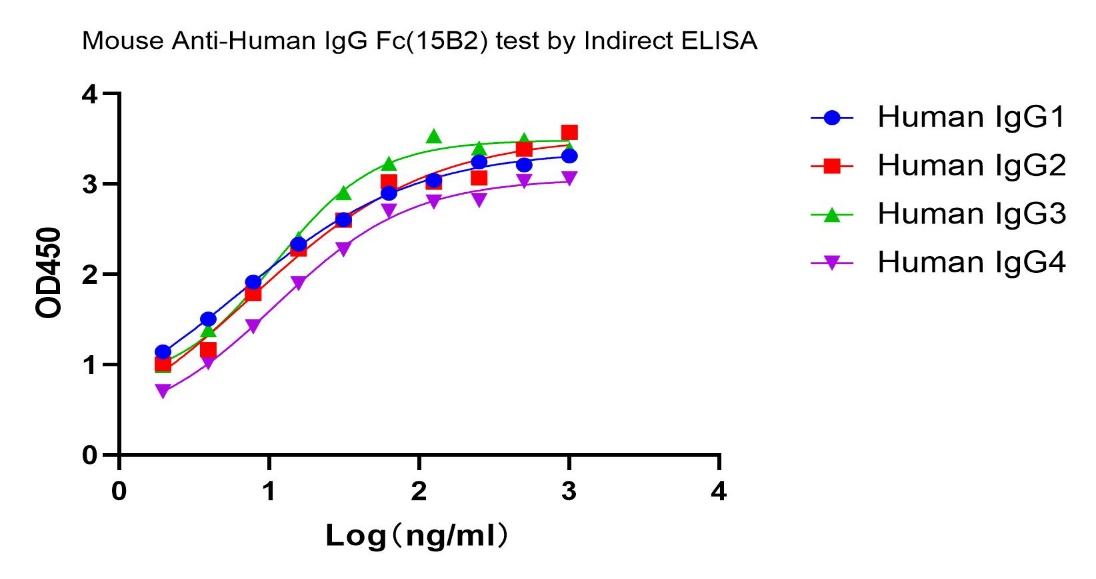 Mouse Anti-Human IgG Fc(15B2) test by Indirect ELISA
4
3
2
1
0
OD450
0 1 2 3 4
Log（ng/ml）
Human IgG1
Human IgG2
Human IgG3
Human IgG4